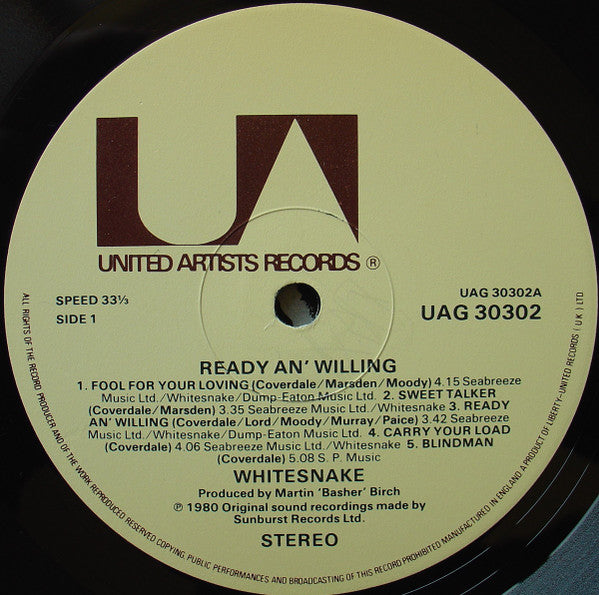 UA
UNITED ARTISTS RECORDS ®
SPEED 33⅓
SIDE 1
UAG 30302A
UAG 30302
READY AN' WILLING
1. FOOL FOR YOUR LOVING (Coverdale/Marsden/Moody) 4.15 Seabreeze
Music Ltd./Whitesnake/Dump-Eaton Music Ltd. 2. SWEET TALKER
(Coverdale/Marsden) 3.35 Seabreeze Music Ltd./Whitesnake 3. READY
AN' WILLING (Coverdale/Lord/Moody/Murray/Paice) 3.42 Seabreeze
Music Ltd./Whitesnake/Dump-Eaton Music Ltd. 4. CARRY YOUR LOAD
(Coverdale) 4.06 Seabreeze Music Ltd./Whitesnake 5. BLINDMAN
(Coverdale) 5.08 S. P. Music
WHITESNAKE
Produced by Martin 'Basher' Birch
℗ 1980 Original sound recordings made by
Sunburst Records Ltd.
STEREO
ALL RIGHTS OF THE RECORD PRODUCER AND OF THE WORK REPRODUCED RESERVED COPYING, PUBLIC PERFORMANCES AND BROADCASTING OF THIS RECORD PROHIBITED MANUFACTURED IN ENGLAND A PRODUCT OF LIBERTY-UNITED RECORDS (UK) LTD